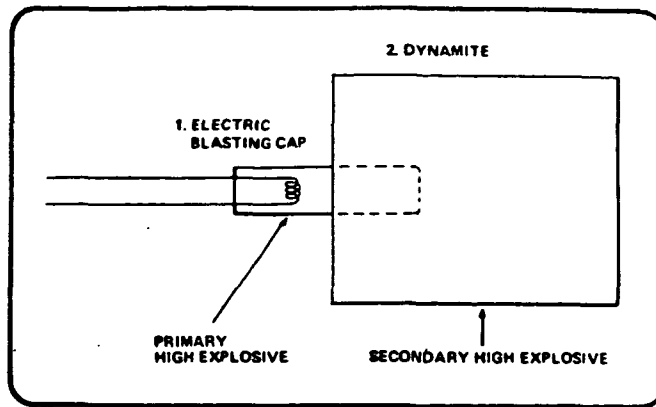 2. DYNAMITE
1. ELECTRIC
BLASTING CAP
PRIMARY
HIGH EXPLOSIVE
SECONDARY HIGH EXPLOSIVE